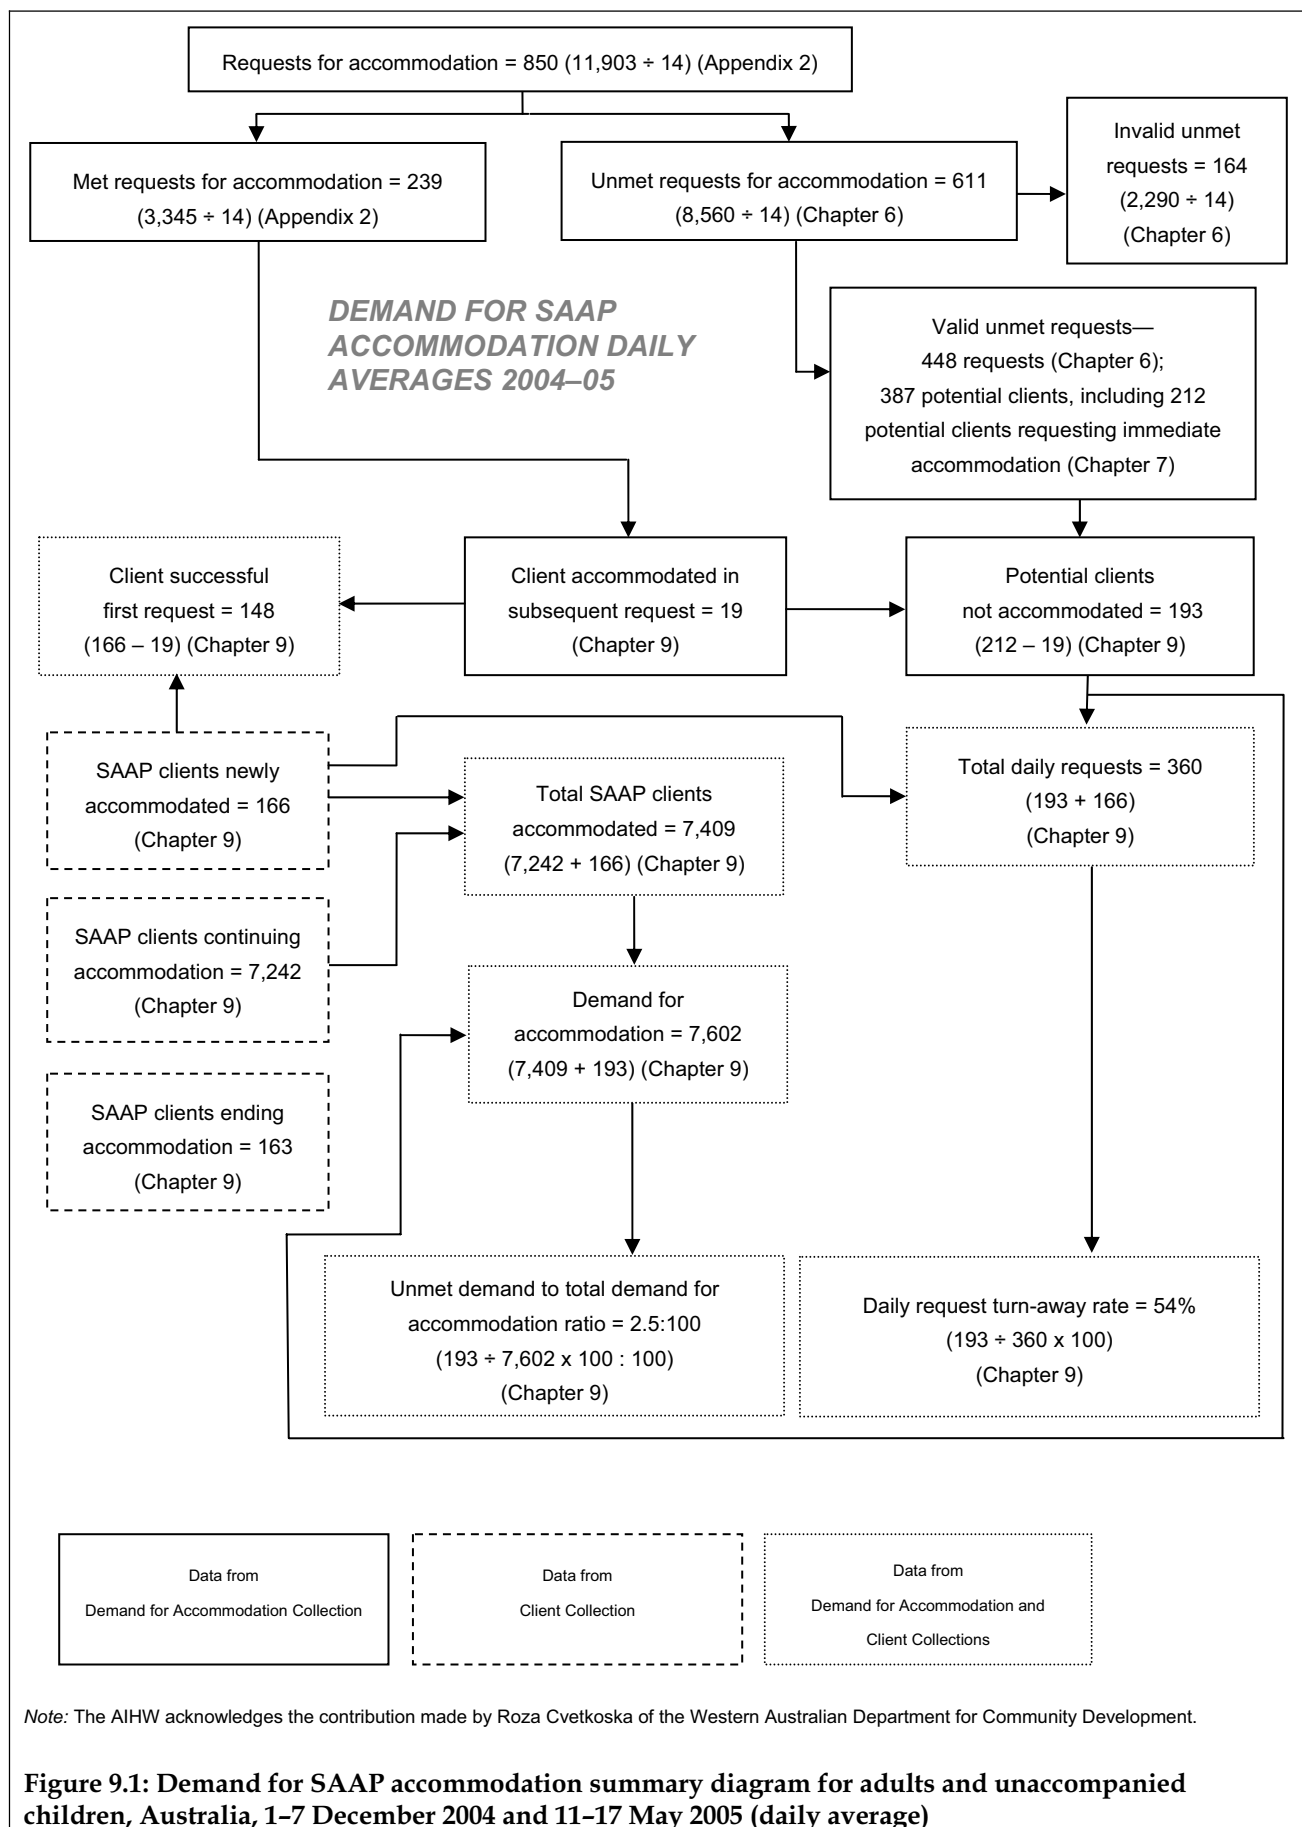 Requests for accommodation = 850 (11,903 ÷ 14) (Appendix 2)
Met requests for accommodation = 239
(3,345 ÷ 14) (Appendix 2)
Unmet requests for accommodation = 611
(8,560 ÷ 14) (Chapter 6)
Invalid unmet
requests = 164
(2,290 ÷ 14)
(Chapter 6)
DEMAND FOR SAAP
ACCOMMODATION DAILY
AVERAGES 2004–05
Valid unmet requests—
448 requests (Chapter 6);
387 potential clients, including 212
potential clients requesting immediate
accommodation (Chapter 7)
Client successful
first request = 148
(166 – 19) (Chapter 9)
Client accommodated in
subsequent request = 19
(Chapter 9)
Potential clients
not accommodated = 193
(212 – 19) (Chapter 9)
SAAP clients newly
accommodated = 166
(Chapter 9)
Total SAAP clients
accommodated = 7,409
(7,242 + 166) (Chapter 9)
Total daily requests = 360
(193 + 166)
(Chapter 9)
SAAP clients continuing
accommodation = 7,242
(Chapter 9)
Demand for
accommodation = 7,602
(7,409 + 193) (Chapter 9)
SAAP clients ending
accommodation = 163
(Chapter 9)
Unmet demand to total demand for
accommodation ratio = 2.5:100
(193 ÷ 7,602 x 100 : 100)
(Chapter 9)
Daily request turn-away rate = 54%
(193 ÷ 360 x 100)
(Chapter 9)
Data from
Demand for Accommodation Collection
Data from
Client Collection
Data from
Demand for Accommodation and
Client Collections
Note: The AIHW acknowledges the contribution made by Roza Cvetkoska of the Western Australian Department for Community Development.
Figure 9.1: Demand for SAAP accommodation summary diagram for adults and unaccompanied
children, Australia, 1–7 December 2004 and 11–17 May 2005 (daily average)